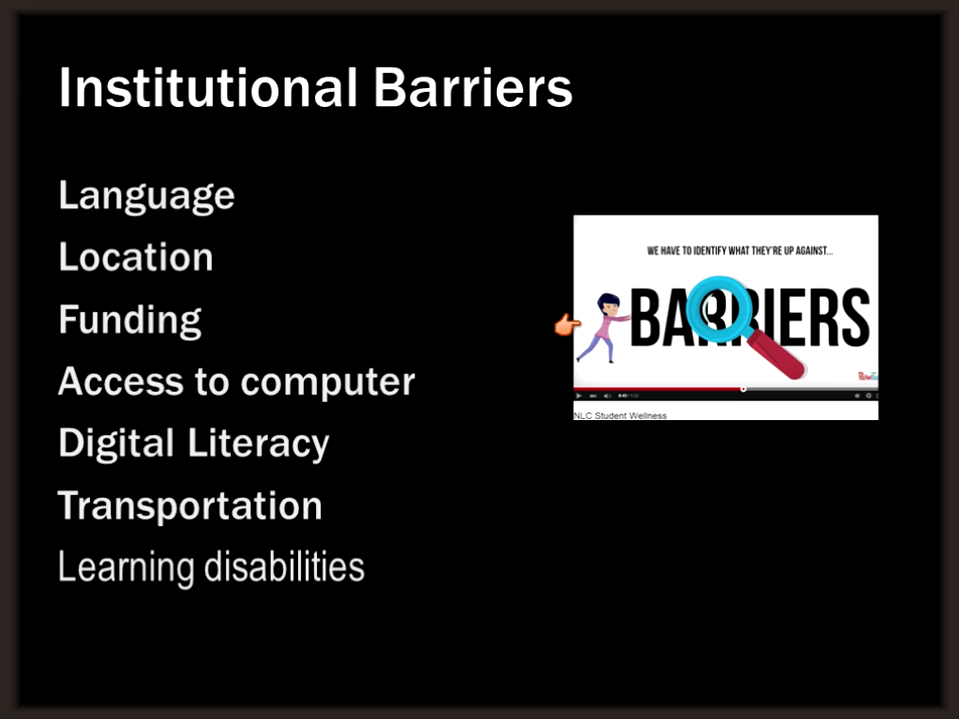 Institutional Barriers
Language
Location
Funding
Access to computer
Digital Literacy
Transportation
Learning disabilities
WE HAVE TO IDENTIFY WHAT THEY'RE UP AGAINST...
BARRIERS
NLC Student Wellness